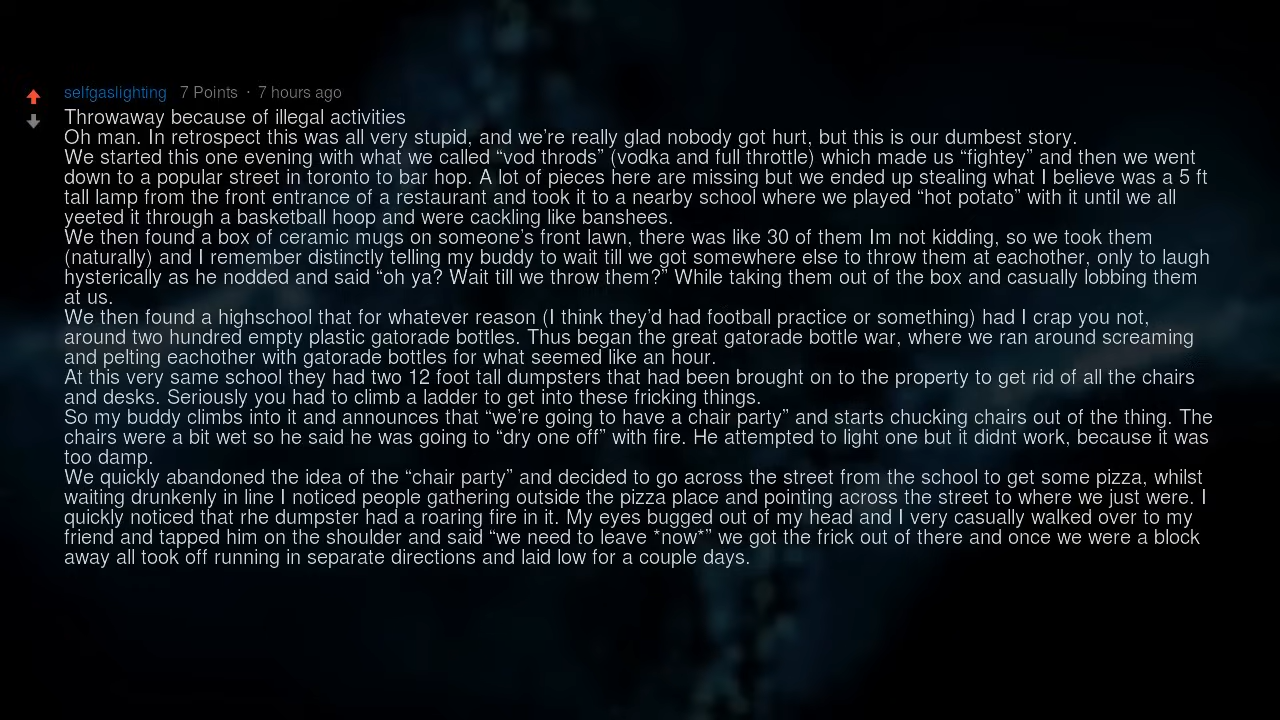 selfgaslighting 7 Points · 7 hours ago
Throwaway because of illegal activities
Oh man. In retrospect this was all very stupid, and we're really glad nobody got hurt, but this is our dumbest story.
We started this one evening with what we called “vod throds” (vodka and full throttle) which made us “fightey” and then we went
down to a popular street in toronto to bar hop. A lot of pieces here are missing but we ended up stealing what I believe was a 5 ft
tall lamp from the front entrance of a restaurant and took it to a nearby school where we played “hot potato” with it until we all
yeeted it through a basketball hoop and were cackling like banshees.
We then found a box of ceramic mugs on someone's front lawn, there was like 30 of them Im not kidding, so we took them
(naturally) and I remember distinctly telling my buddy to wait till we got somewhere else to throw them at eachother, only to laugh
hysterically as he nodded and said “oh ya? Wait till we throw them?” While taking them out of the box and casually lobbing them
at us.
We then found a highschool that for whatever reason (I think they'd had football practice or something) had I crap you not,
around two hundred empty plastic gatorade bottles. Thus began the great gatorade bottle war, where we ran around screaming
and pelting eachother with gatorade bottles for what seemed like an hour.
At this very same school they had two 12 foot tall dumpsters that had been brought on to the property to get rid of all the chairs
and desks. Seriously you had to climb a ladder to get into these fricking things.
So my buddy climbs into it and announces that “we're going to have a chair party” and starts chucking chairs out of the thing. The
chairs were a bit wet so he said he was going to “dry one off” with fire. He attempted to light one but it didnt work, because it was
too damp.
We quickly abandoned the idea of the “chair party” and decided to go across the street from the school to get some pizza, whilst
waiting drunkenly in line I noticed people gathering outside the pizza place and pointing across the street to where we just were. I
quickly noticed that rhe dumpster had a roaring fire in it. My eyes bugged out of my head and I very casually walked over to my
friend and tapped him on the shoulder and said “we need to leave *now*” we got the frick out of there and once we were a block
away all took off running in separate directions and laid low for a couple days.